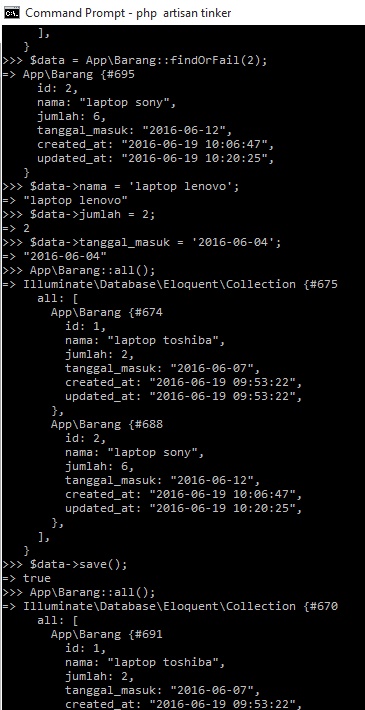 Command Prompt - php  artisan tinker
],
}
>>> $data = App\Barang::findOrFail(2);
=> App\Barang {#695
id: 2,
nama: "laptop sony",
jumlah: 6,
tanggal_masuk: "2016-06-12",
created_at: "2016-06-19 10:06:47",
updated_at: "2016-06-19 10:20:25",
}
>>> $data->nama = 'laptop lenovo';
=> "laptop lenovo"
>>> $data->jumlah = 2;
=> 2
>>> $data->tanggal_masuk = '2016-06-04';
=> "2016-06-04"
>>> App\Barang::all();
=> Illuminate\Database\Eloquent\Collection {#675
all: [
App\Barang {#674
id: 1,
nama: "laptop toshiba",
jumlah: 2,
tanggal_masuk: "2016-06-07",
created_at: "2016-06-19 09:53:22",
updated_at: "2016-06-19 09:53:22",
},
App\Barang {#688
id: 2,
nama: "laptop sony",
jumlah: 6,
tanggal_masuk: "2016-06-12",
created_at: "2016-06-19 10:06:47",
updated_at: "2016-06-19 10:20:25",
},
],
}
>>> $data->save();
=> true
>>> App\Barang::all();
=> Illuminate\Database\Eloquent\Collection {#670
all: [
App\Barang {#691
id: 1,
nama: "laptop toshiba",
jumlah: 2,
tanggal_masuk: "2016-06-07",
created_at: "2016-06-19 09:53:22",